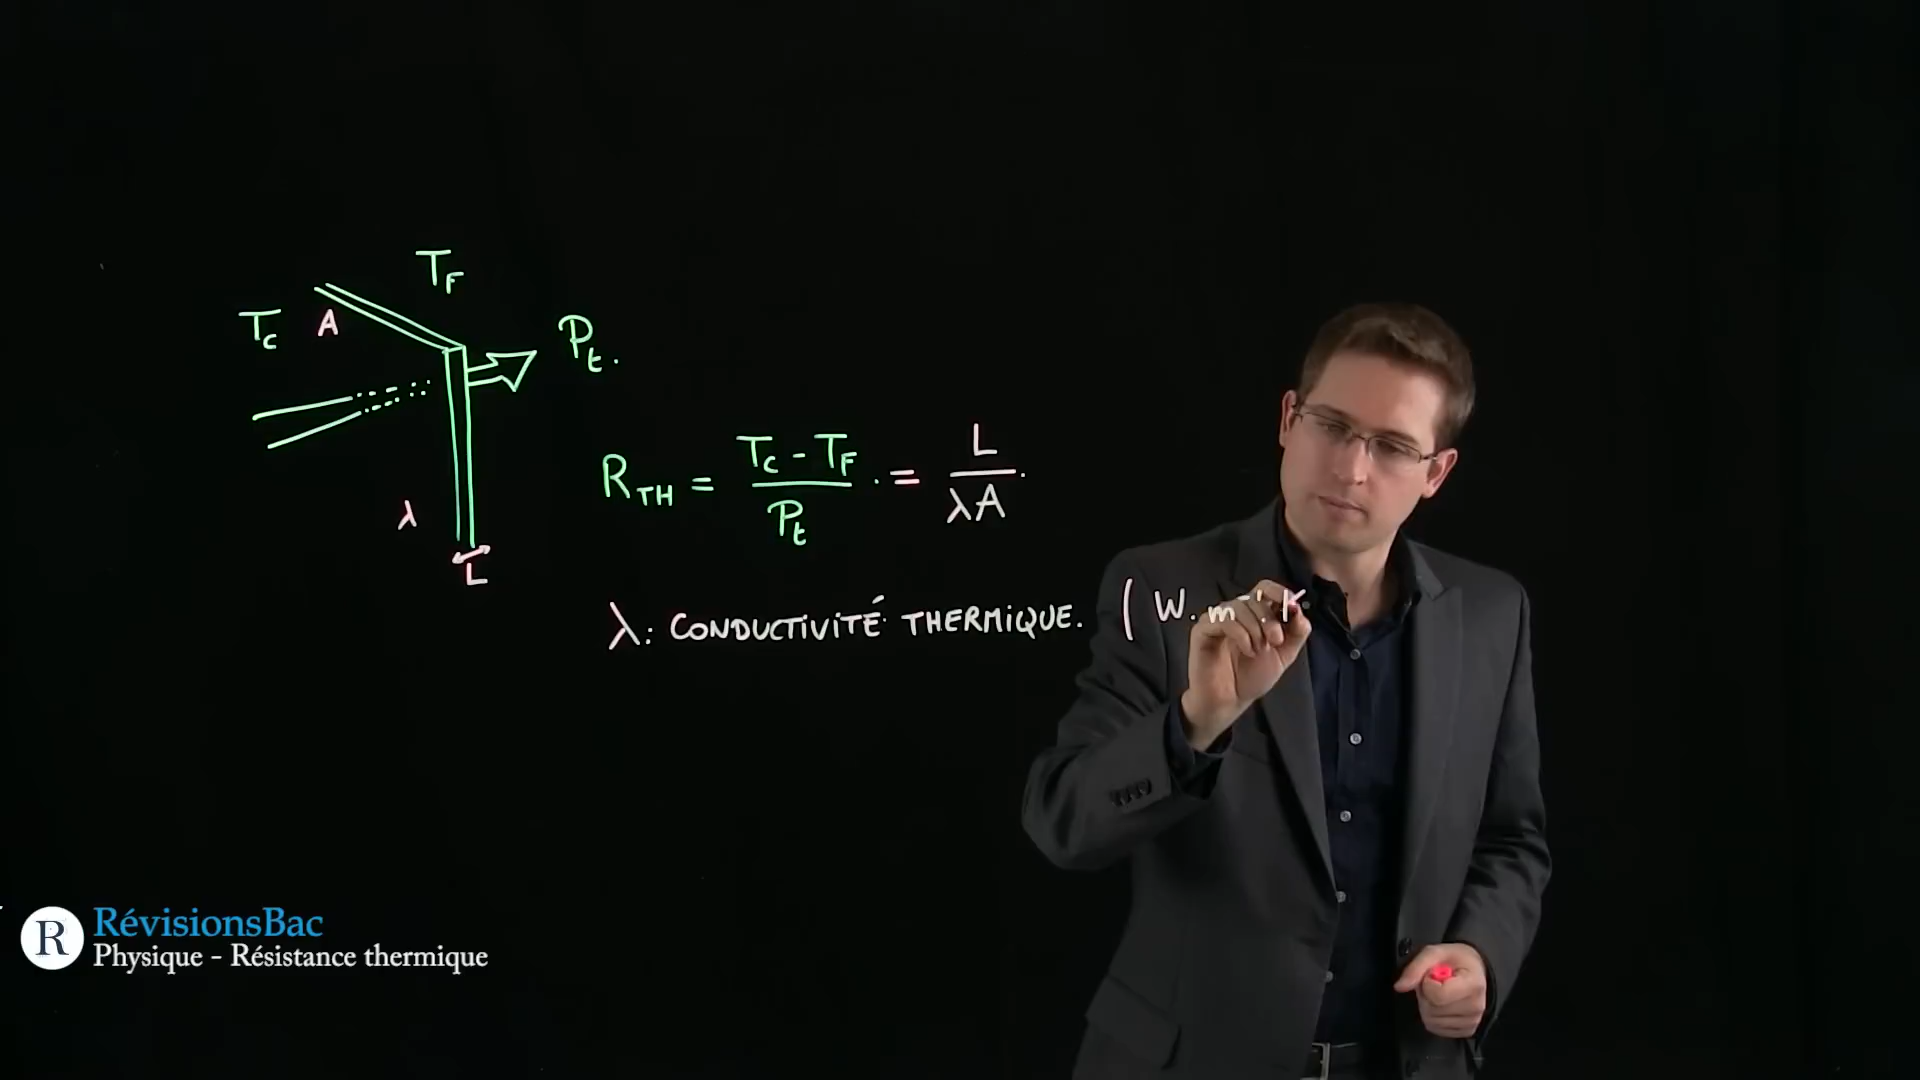 T_F
T_C A
P_t.
R_TH = (T_C - T_F) / P_t . = L / λA .
λ
L
λ: CONDUCTIVITÉ THERMIQUE. ( W. m⁻¹. K
R RévisionsBac
Physique - Résistance thermique